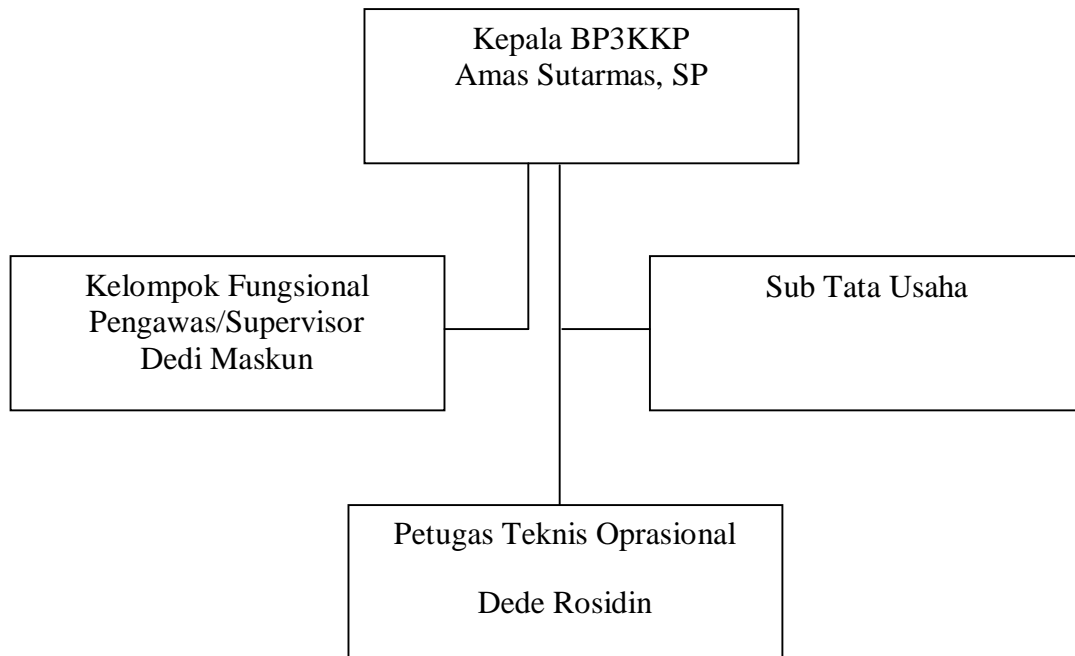 Kepala BP3KKP
Amas Sutarmas, SP
Kelompok Fungsional
Pengawas/Supervisor
Dedi Maskun
Sub Tata Usaha
Petugas Teknis Oprasional
Dede Rosidin